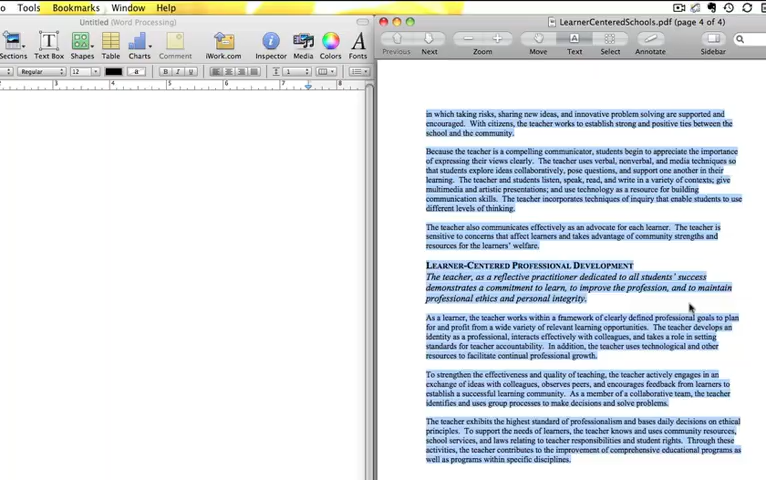 Tools Bookmarks Window Help
Untitled (Word Processing)
LearnerCenteredSchools.pdf (page 4 of 4)
Sections Text Box Shapes Table Charts Comment iWork.com Inspector Media Colors Fonts
Previous Next Zoom Move Text Select Annotate Sidebar
Regular 12 a B I U 1
2 3 4 5 6 7 8
in which taking risks, sharing new ideas, and innovative problem solving are supported and
encouraged. With citizens, the teacher works to establish strong and positive ties between the
school and the community.
Because the teacher is a compelling communicator, students begin to appreciate the importance
of expressing their views clearly. The teacher uses verbal, nonverbal, and media techniques so
that students explore ideas collaboratively, pose questions, and support one another in their
learning. The teacher and students listen, speak, read, and write in a variety of contexts; give
multimedia and artistic presentations; and use technology as a resource for building
communication skills. The teacher incorporates techniques of inquiry that enable students to use
different levels of thinking.
The teacher also communicates effectively as an advocate for each learner. The teacher is
sensitive to concerns that affect learners and takes advantage of community strengths and
resources for the learners' welfare.
LEARNER-CENTERED PROFESSIONAL DEVELOPMENT
The teacher, as a reflective practitioner dedicated to all students' success
demonstrates a commitment to learn, to improve the profession, and to maintain
professional ethics and personal integrity.
As a learner, the teacher works within a framework of clearly defined professional goals to plan
for and profit from a wide variety of relevant learning opportunities. The teacher develops an
identity as a professional, interacts effectively with colleagues, and takes a role in setting
standards for teacher accountability. In addition, the teacher uses technological and other
resources to facilitate continual professional growth.
To strengthen the effectiveness and quality of teaching, the teacher actively engages in an
exchange of ideas with colleagues, observes peers, and encourages feedback from learners to
establish a successful learning community. As a member of a collaborative team, the teacher
identifies and uses group processes to make decisions and solve problems.
The teacher exhibits the highest standard of professionalism and bases daily decisions on ethical
principles. To support the needs of learners, the teacher knows and uses community resources,
school services, and laws relating to teacher responsibilities and student rights. Through these
activities, the teacher contributes to the improvement of comprehensive educational programs as
well as programs within specific disciplines.